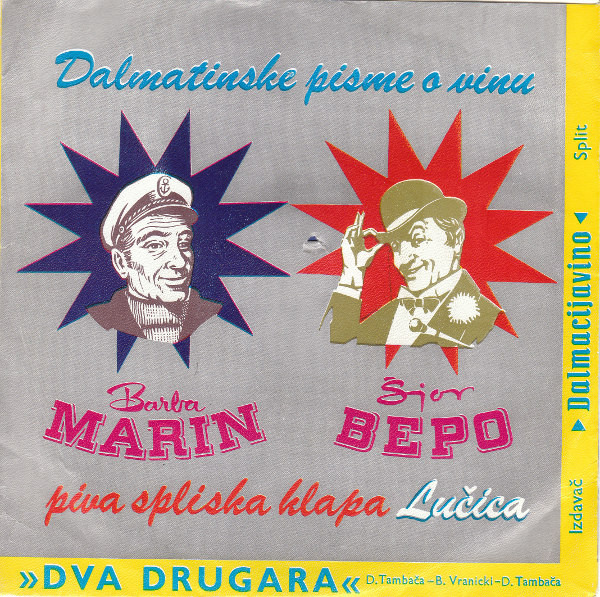 Dalmatinske pisme o vinu
Barba
MARIN
Šjor
BEPO
piva spliska klapa Lučica
»DVA DRUGARA« D. Tambača – B. Vranicki – D. Tambača
Izdavač ▶ Dalmacijavino ◀ Split